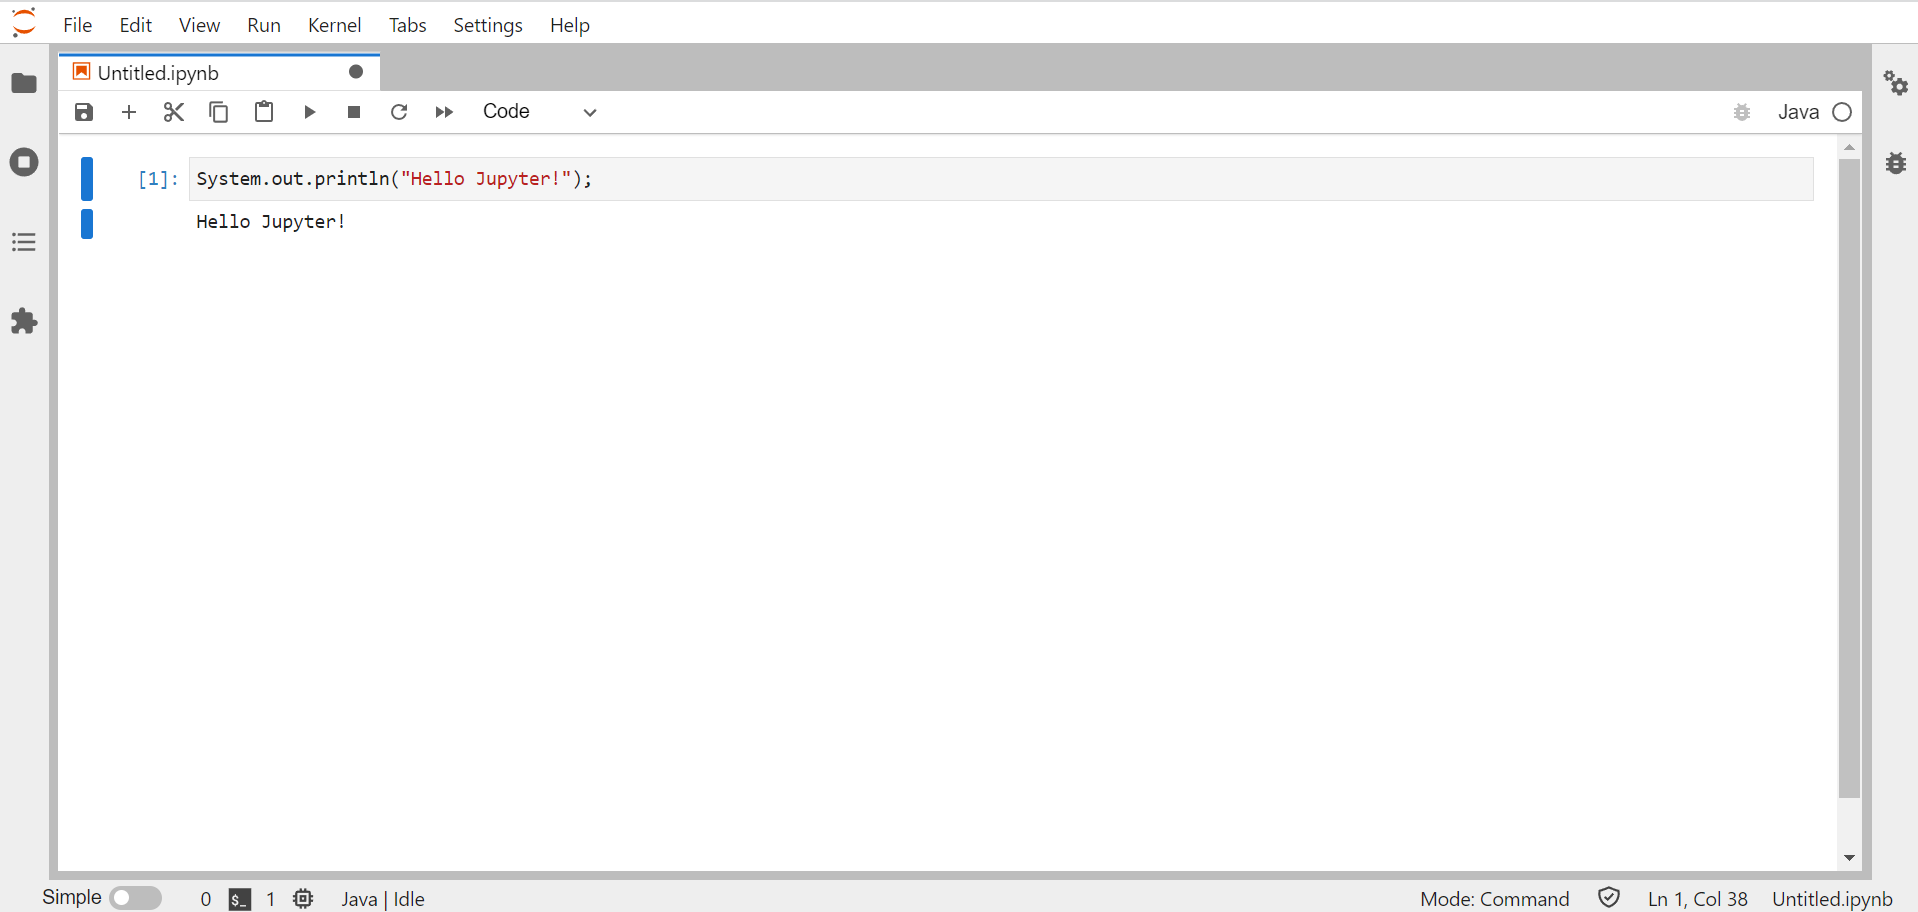 File Edit View Run Kernel Tabs Settings Help
Untitled.ipynb
Code Java
[1]: System.out.println("Hello Jupyter!");
Hello Jupyter!
Simple 0 $_ 1 Java | Idle Mode: Command Ln 1, Col 38 Untitled.ipynb